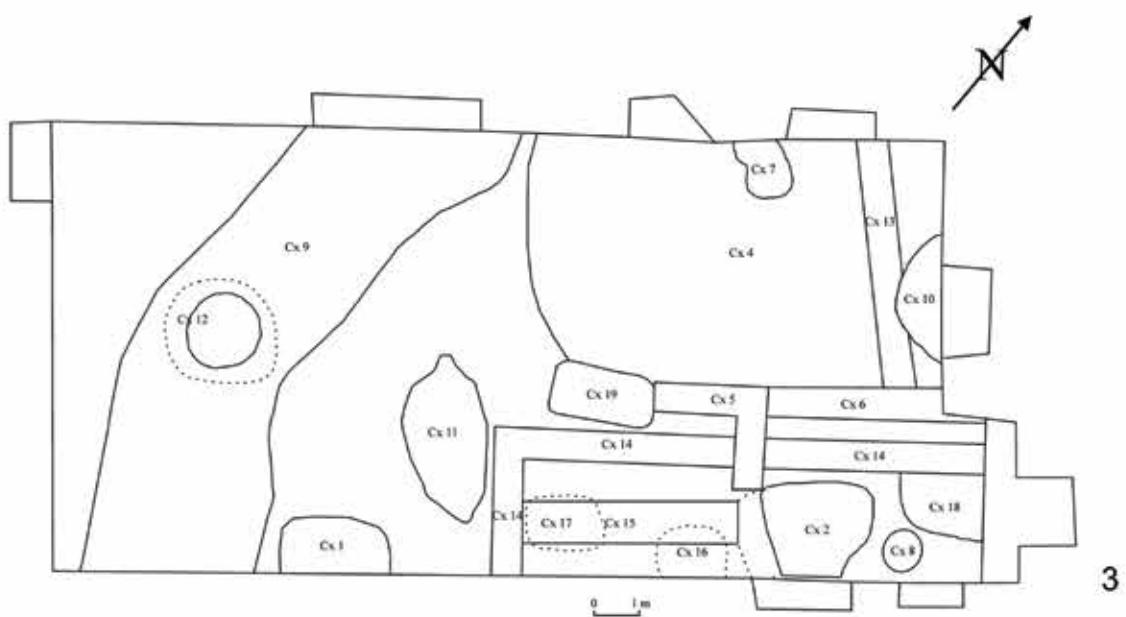 N
Cx 7
Cx 13
Cx 9
Cx 4
Cx 10
Cx 12
Cx 19
Cx 5
Cx 6
Cx 11
Cx 14
Cx 14
Cx 14
Cx 17
Cx 15
Cx 2
Cx 18
Cx 1
Cx 16
Cx 8
3
0 1 m